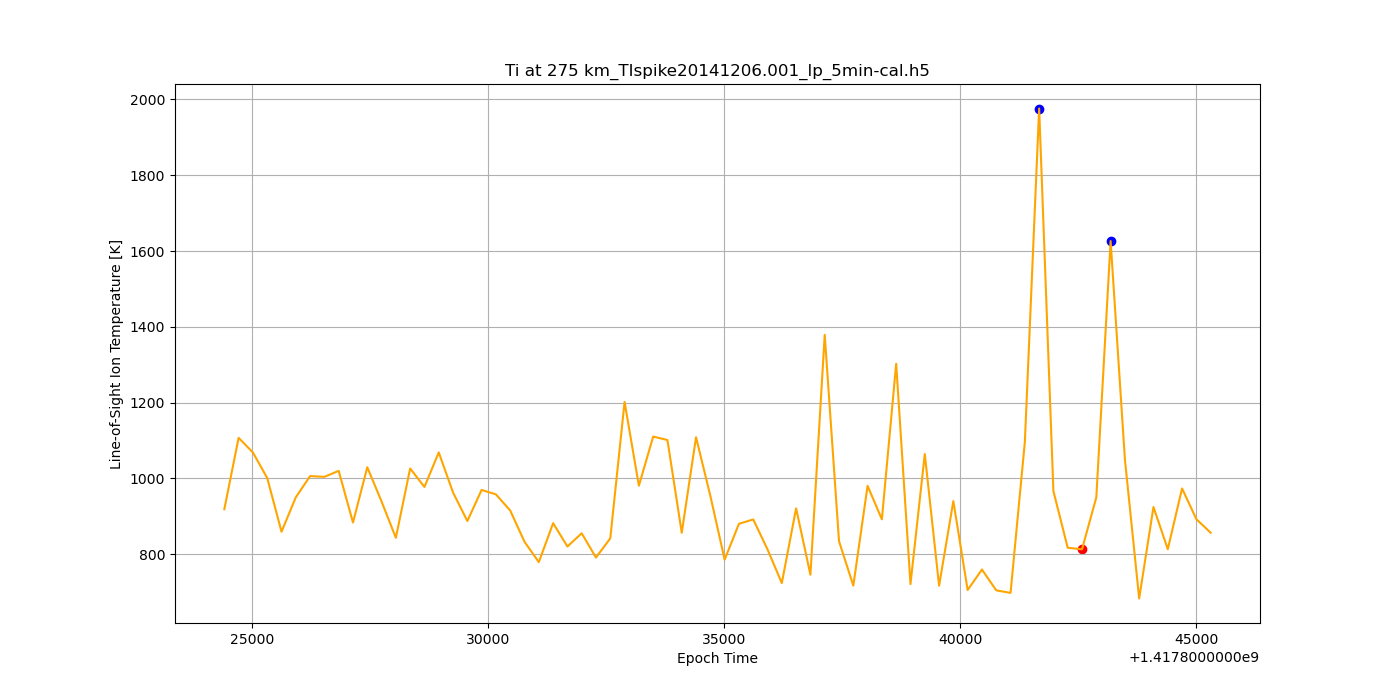 Ti at 275 km_TIspike20141206.001_lp_5min-cal.h5
Line-of-Sight Ion Temperature [K]
2000
1800
1600
1400
1200
1000
800
25000 30000 35000 40000 45000
Epoch Time
+1.4178000000e9